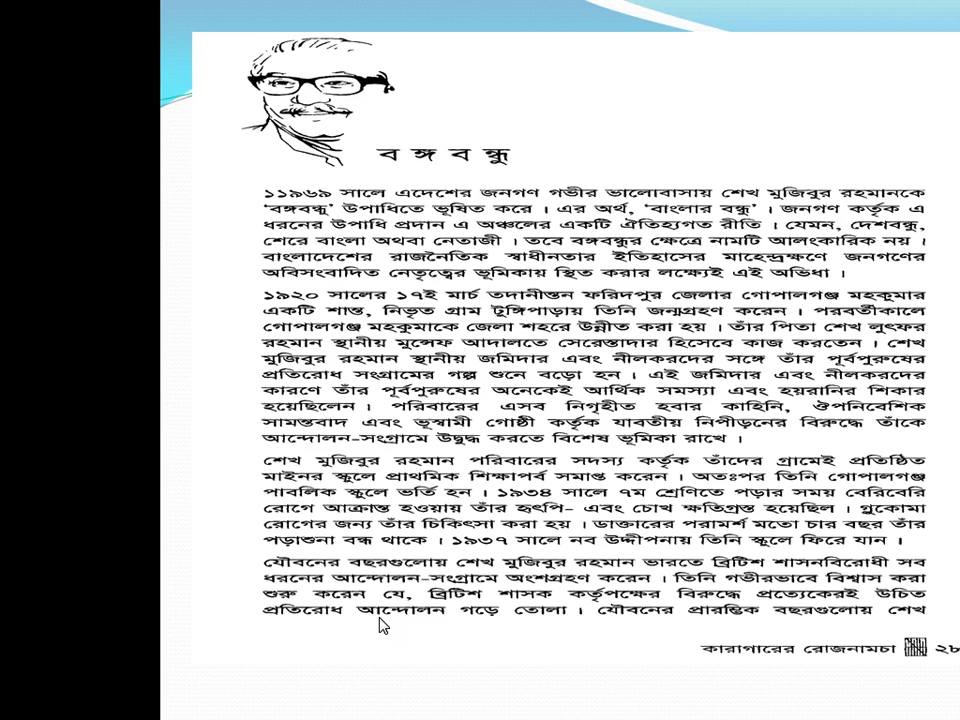 বঙ্গবন্ধু
১১৯৬৯ সালে এদেশের জনগণ গভীর ভালোবাসায় শেখ মুজিবুর রহমানকে
‘বঙ্গবন্ধু’ উপাধিতে ভূষিত করে । এর অর্থ, ‘বাংলার বন্ধু’ । জনগণ কর্তৃক এ
ধরনের উপাধি প্রদান এ অঞ্চলের একটি ঐতিহ্যগত রীতি । যেমন, দেশবন্ধু,
শেরে বাংলা অথবা নেতাজী । তবে বঙ্গবন্ধুর ক্ষেত্রে নামটি আলংকারিক নয় ।
বাংলাদেশের রাজনৈতিক স্বাধীনতার ইতিহাসের মাহেন্দ্রক্ষণে জনগণের
অবিসংবাদিত নেতৃত্বের ভূমিকায় স্থিত করার লক্ষ্যেই এই অভিধা ।
১৯২০ সালের ১৭ই মার্চ তদানীন্তন ফরিদপুর জেলার গোপালগঞ্জ মহকুমার
একটি শান্ত, নিভৃত গ্রাম টুঙ্গিপাড়ায় তিনি জন্মগ্রহণ করেন । পরবর্তীকালে
গোপালগঞ্জ মহকুমাকে জেলা শহরে উন্নীত করা হয় । তাঁর পিতা শেখ লুৎফর
রহমান স্থানীয় মুন্সেফ আদালতে সেরেস্তাদার হিসেবে কাজ করতেন । শেখ
মুজিবুর রহমান স্থানীয় জমিদার এবং নীলকরদের সঙ্গে তাঁর পূর্বপুরুষের
প্রতিরোধ সংগ্রামের গল্প শুনে বড়ো হন । এই জমিদার এবং নীলকরদের
কারণে তাঁর পূর্বপুরুষের অনেকেই আর্থিক সমস্যা এবং হয়রানির শিকার
হয়েছিলেন । পরিবারের এসব নিগৃহীত হবার কাহিনি, ঔপনিবেশিক
সামন্তবাদ এবং ভূস্বামী গোষ্ঠী কর্তৃক যাবতীয় নিপীড়নের বিরুদ্ধে তাঁকে
আন্দোলন-সংগ্রামে উদ্বুদ্ধ করতে বিশেষ ভূমিকা রাখে ।
শেখ মুজিবুর রহমান পরিবারের সদস্য কর্তৃক তাঁদের গ্রামেই প্রতিষ্ঠিত
মাইনর স্কুলে প্রাথমিক শিক্ষাপর্ব সমাপ্ত করেন । অতঃপর তিনি গোপালগঞ্জ
পাবলিক স্কুলে ভর্তি হন । ১৯৩৪ সালে ৭ম শ্রেণিতে পড়ার সময় বেরিবেরি
রোগে আক্রান্ত হওয়ায় তাঁর হৃৎপি- এবং চোখ ক্ষতিগ্রস্ত হয়েছিল । গ্লুকোমা
রোগের জন্য তাঁর চিকিৎসা করা হয় । ডাক্তারের পরামর্শ মতো চার বছর তাঁর
পড়াশুনা বন্ধ থাকে । ১৯৩৭ সালে নব উদ্দীপনায় তিনি স্কুলে ফিরে যান ।
যৌবনের বছরগুলোয় শেখ মুজিবুর রহমান ভারতে ব্রিটিশ শাসনবিরোধী সব
ধরনের আন্দোলন-সংগ্রামে অংশগ্রহণ করেন । তিনি গভীরভাবে বিশ্বাস করা
শুরু করেন যে, ব্রিটিশ শাসক কর্তৃপক্ষের বিরুদ্ধে প্রত্যেকেরই উচিত
প্রতিরোধ আন্দোলন গড়ে তোলা । যৌবনের প্রারম্ভিক বছরগুলোয় শেখ
কারাগারের রোজনামচা ২৮